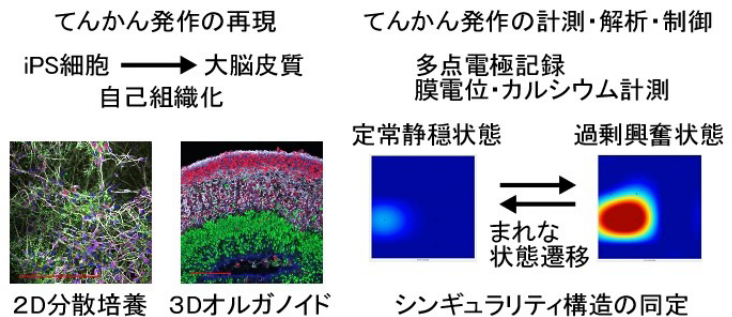 てんかん発作の再現
iPS細胞 → 大脳皮質
自己組織化
2D分散培養
3Dオルガノイド
てんかん発作の計測・解析・制御
多点電極記録
膜電位・カルシウム計測
定常静穏状態
過剰興奮状態
まれな
状態遷移
シンギュラリティ構造の同定